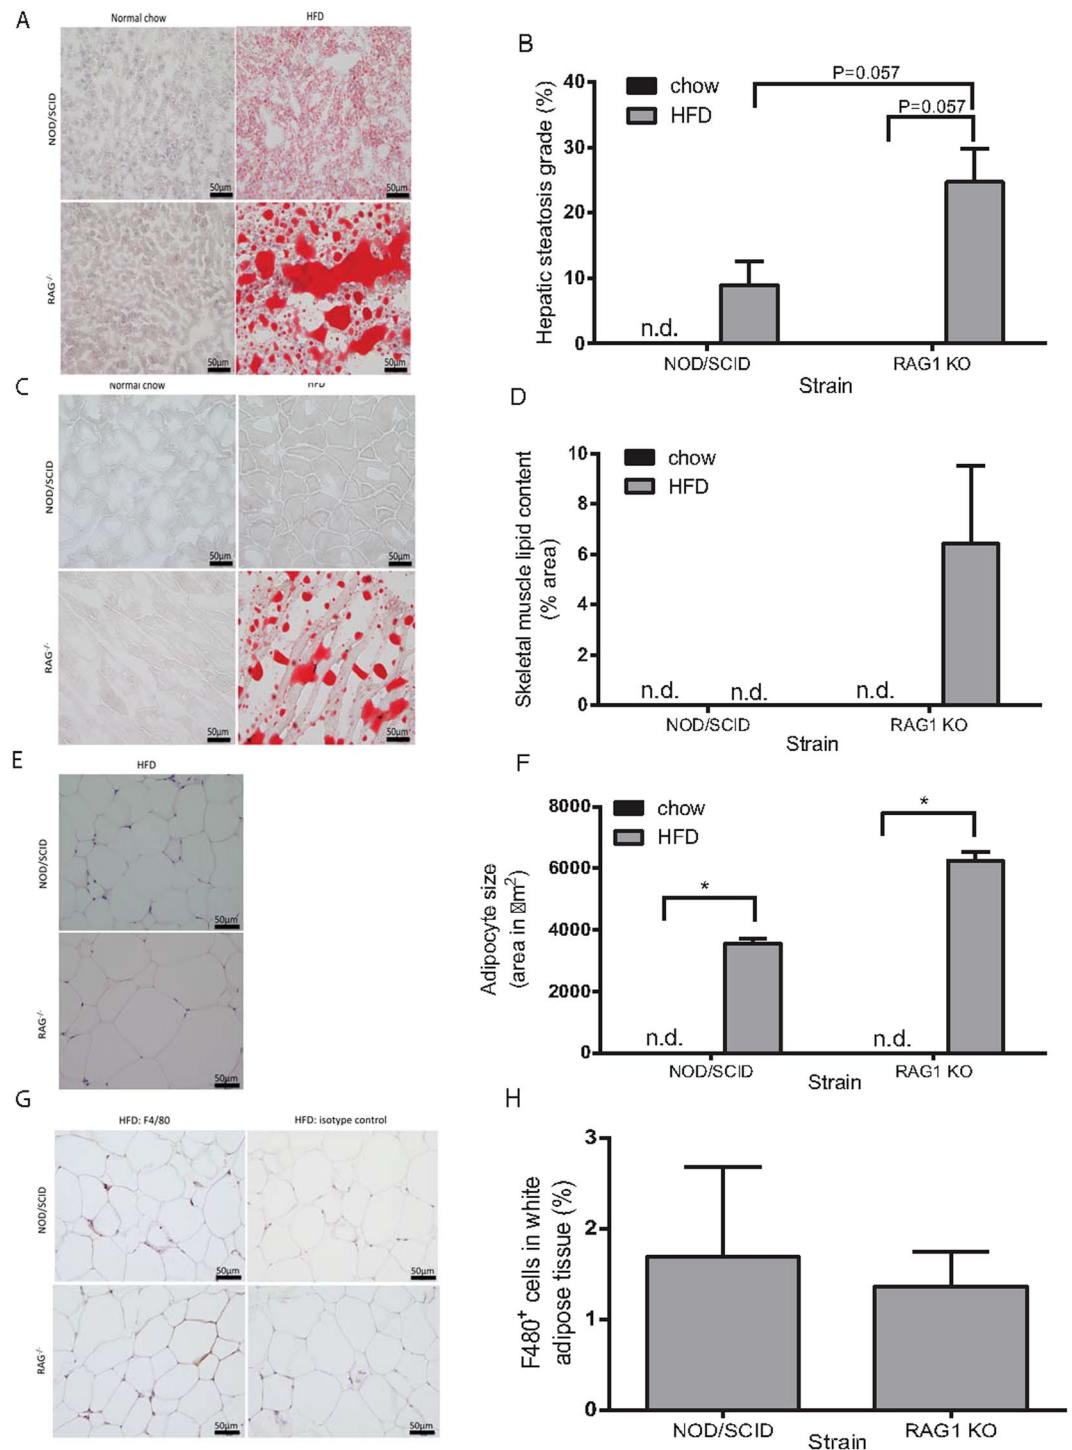 A
Normal chow
HFD
NOD/SCID
50µm
50µm
RAG-/-
50µm
50µm
B
Hepatic steatosis grade (%)
40
30
20
10
0
chow
HFD
P=0.057
P=0.057
n.d.
NOD/SCID
RAG1 KO
Strain
C
Normal chow
HFD
NOD/SCID
50µm
50µm
RAG-/-
50µm
50µm
D
Skeletal muscle lipid content
(% area)
10
8
6
4
2
0
chow
HFD
n.d.
n.d.
n.d.
NOD/SCID
RAG1 KO
Strain
E
HFD
NOD/SCID
50µm
RAG-/-
50µm
F
Adipocyte size
(area in m²)
8000
6000
4000
2000
0
chow
HFD
*
*
n.d.
n.d.
NOD/SCID
RAG1 KO
Strain
G
HFD: F4/80
HFD: isotype control
NOD/SCID
50µm
50µm
RAG-/-
50µm
50µm
H
F480+ cells in white
adipose tissue (%)
3
2
1
0
NOD/SCID
RAG1 KO
Strain